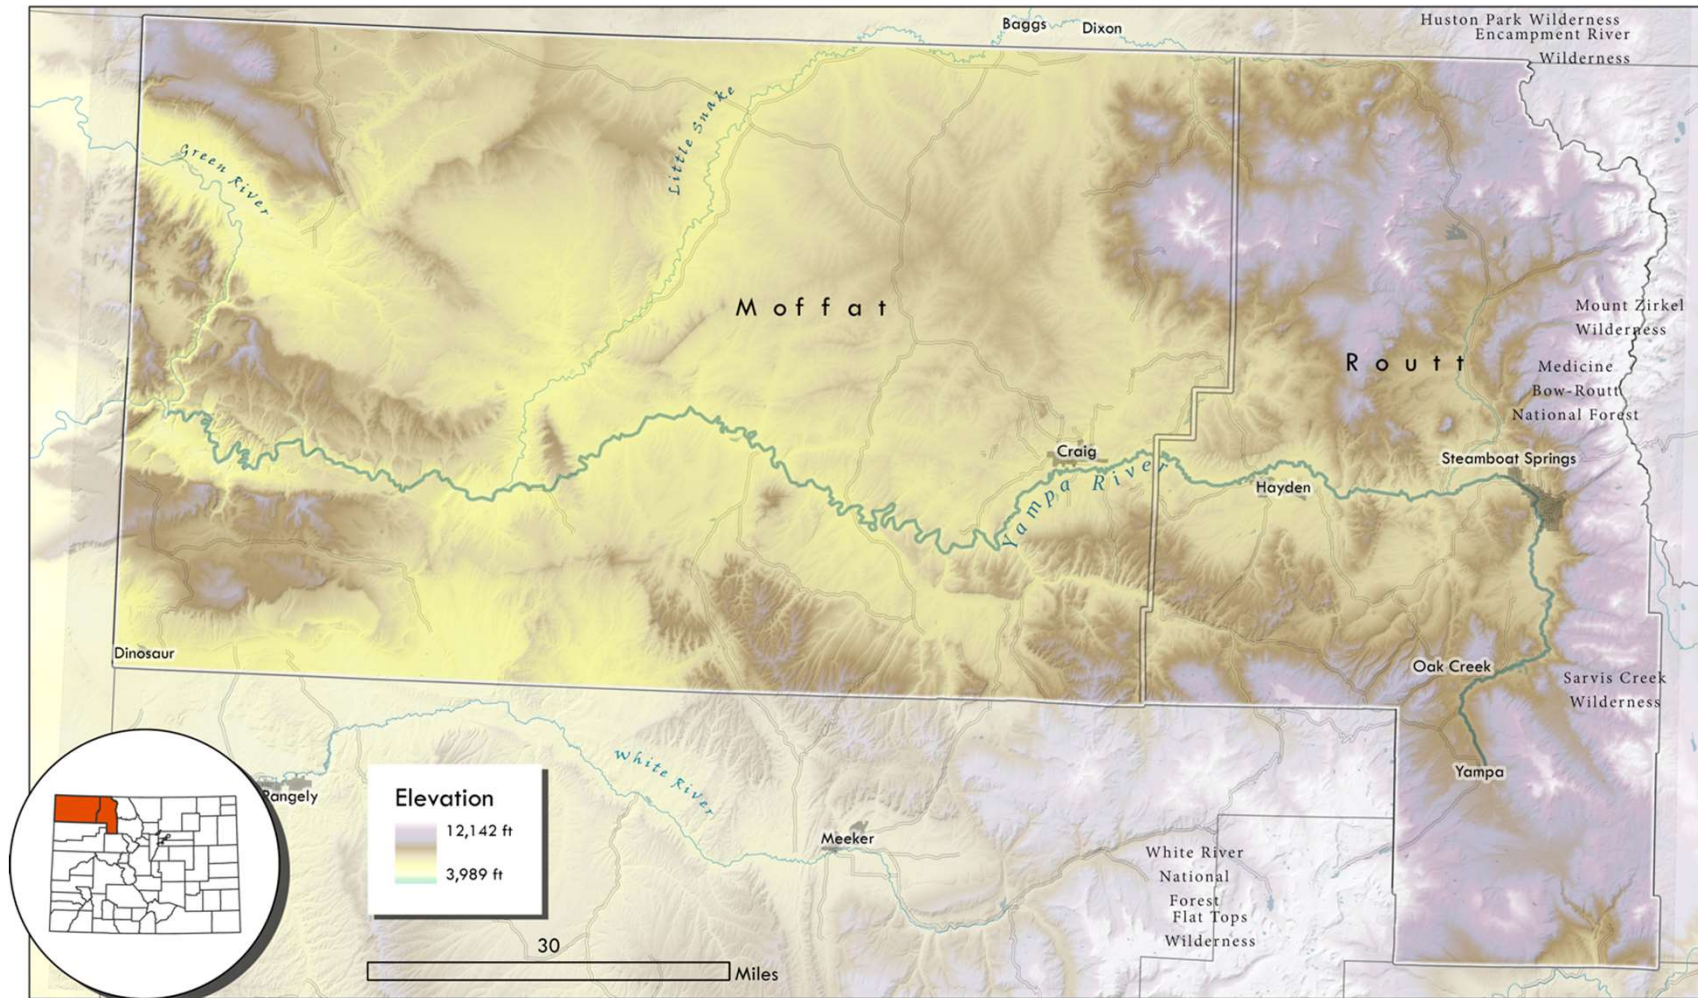 Baggs
Dixon
Huston Park Wilderness
Encampment River
Wilderness
Green River
Little Snake
Moffat
Mount Zirkel
Wilderness
Routt
Medicine
Bow-Routt
National Forest
Craig
Yampa River
Hayden
Steamboat Springs
Dinosaur
Oak Creek
Sarvis Creek
Wilderness
White River
Yampa
Rangely
Elevation
12,142 ft
3,989 ft
Meeker
White River
National
Forest
Flat Tops
Wilderness
30
Miles